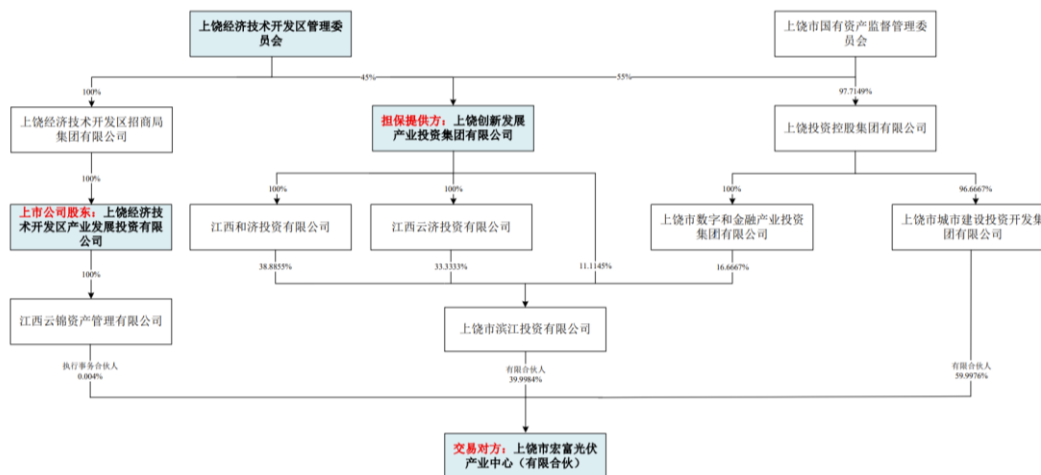 上饶经济技术开发区管理委
员会
上饶市国有资产监督管理委
员会
45%
55%
100%
97.7149%
上饶经济技术开发区招商局
集团有限公司
担保提供方：上饶创新发展
产业投资集团有限公司
上饶投资控股集团有限公司
100%
100%
100%
100%
96.6667%
上市公司股东：上饶经济技
术开发区产业发展投资有限
公司
江西和济投资有限公司
江西云济投资有限公司
上饶市数字和金融产业投资
集团有限公司
上饶市城市建设投资开发集
团有限公司
100%
38.8855%
33.3333%
11.1145%
16.6667%
江西云锦资产管理有限公司
上饶市滨江投资有限公司
执行事务合伙人
0.004%
有限合伙人
39.9984%
有限合伙人
59.9976%
交易对方：上饶市宏富光伏
产业中心（有限合伙）